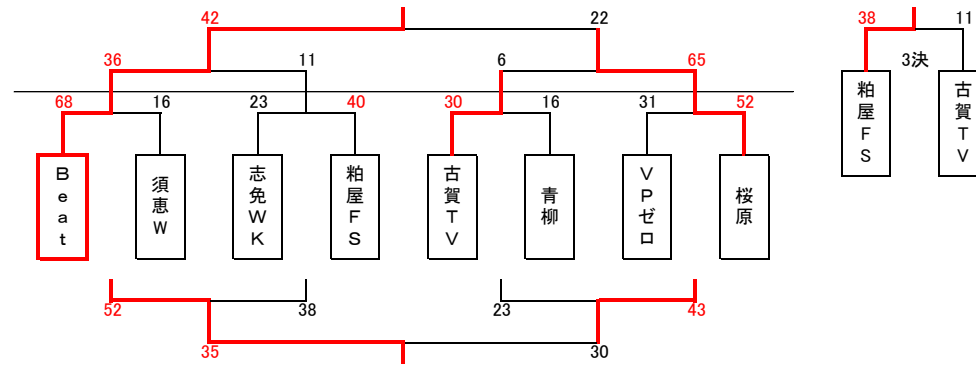 42 22
38 11
36 11 6 65
3決
68 16 23 40 30 16 31 52
粕屋FS
古賀TV
Beat
須恵W
志免WK
粕屋FS
古賀TV
青柳
VPゼロ
桜原
52 38 23 43
35 30